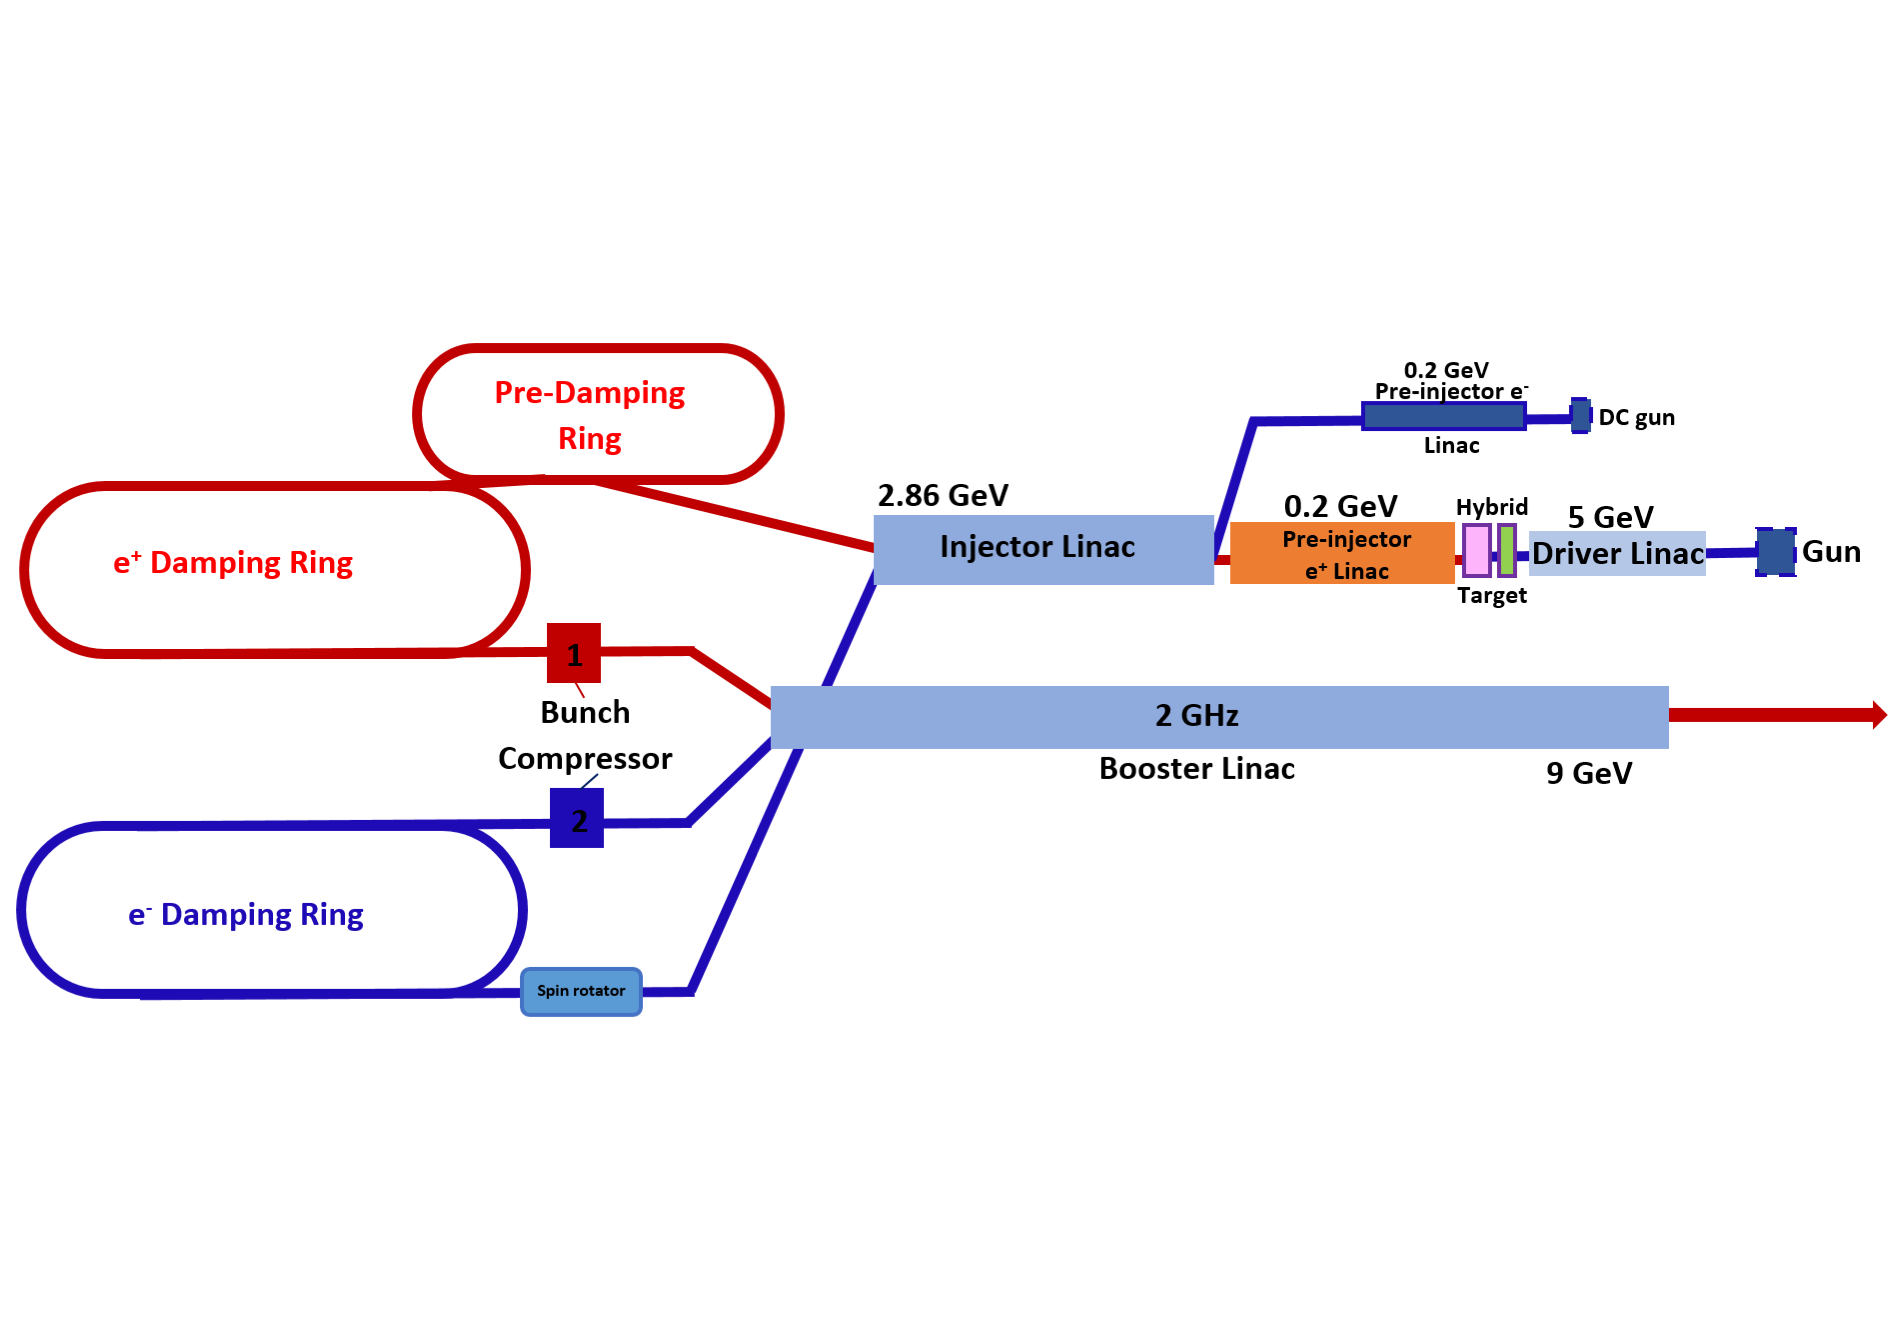 Pre-Damping
Ring
e⁺ Damping Ring
1
Bunch
Compressor
2
e⁻ Damping Ring
Spin rotator
2.86 GeV
Injector Linac
0.2 GeV
Pre-injector e⁻
Linac
DC gun
0.2 GeV
Pre-injector
e⁺ Linac
Hybrid
Target
5 GeV
Driver Linac
Gun
2 GHz
Booster Linac
9 GeV